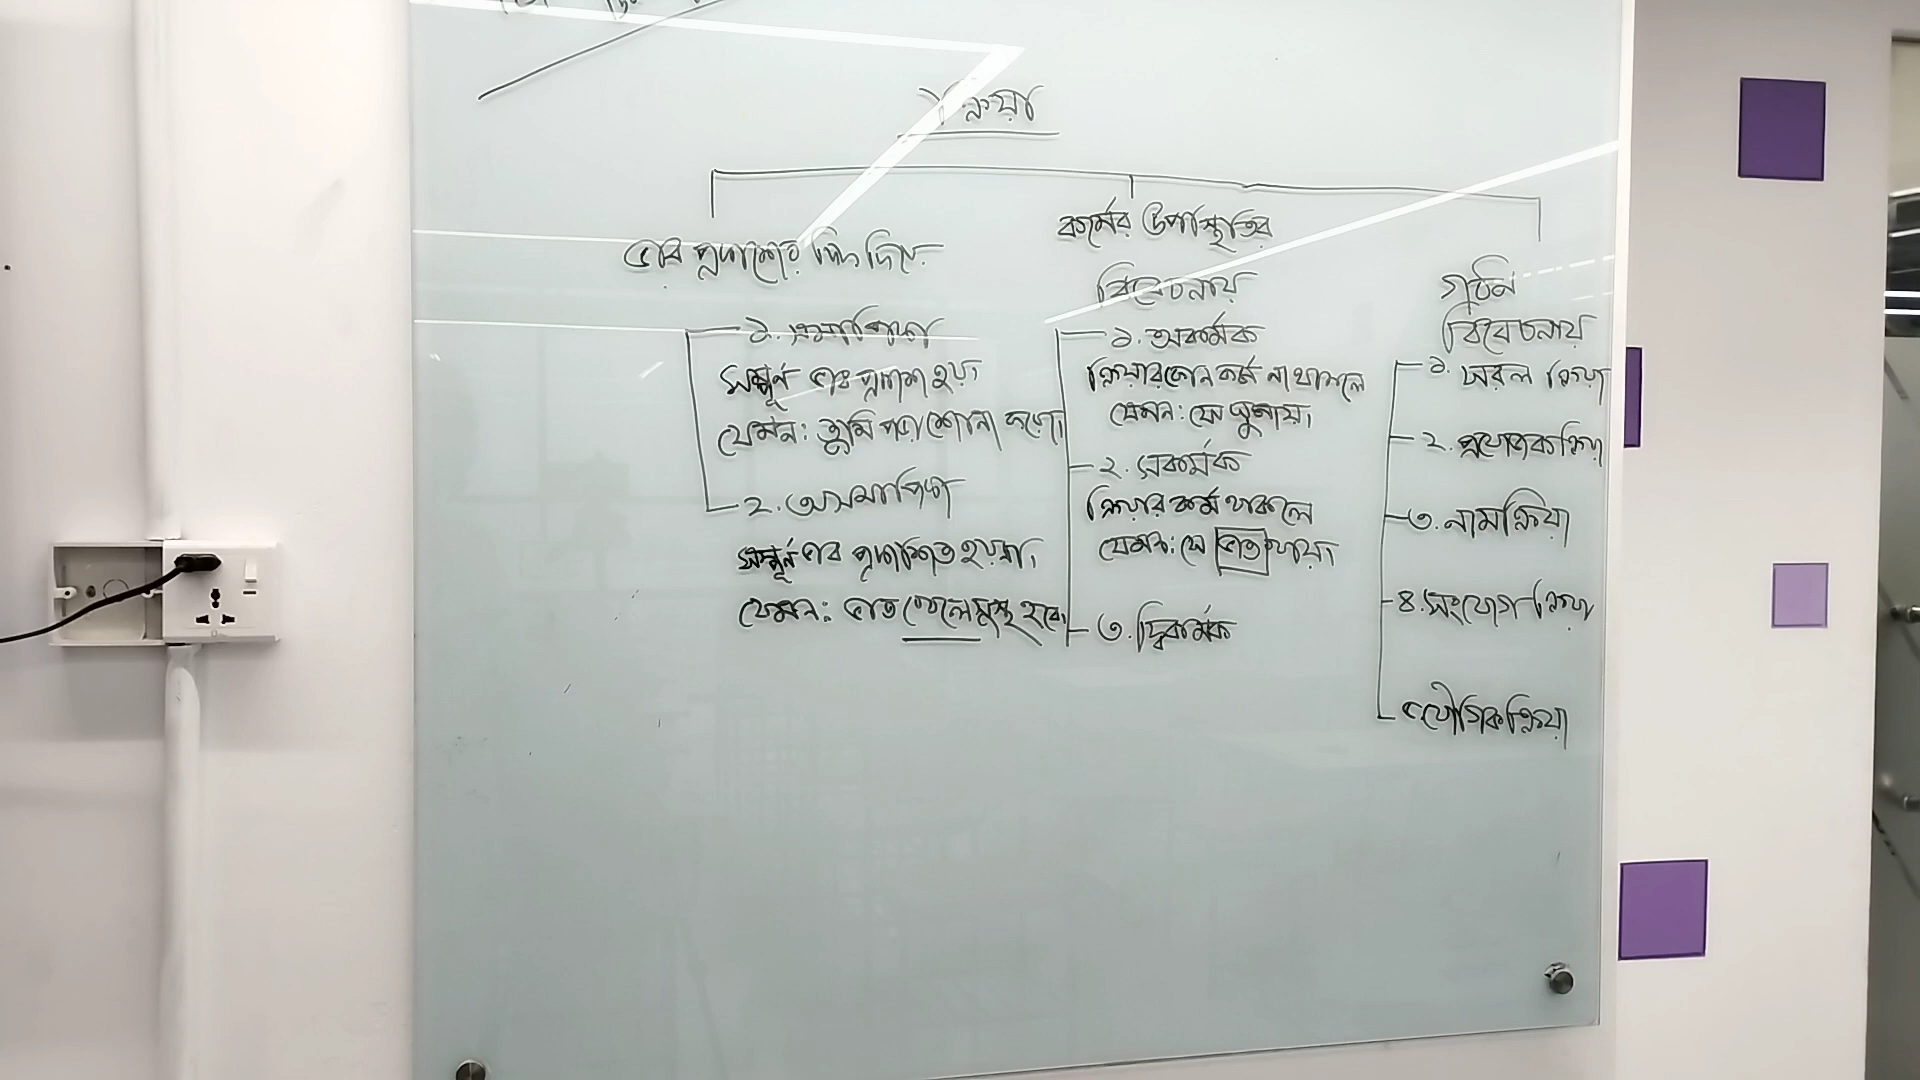 ক্রিয়া
ভাব প্রকাশের দিক দিয়ে
১. সমাপিকা
সম্পূর্ন ভাব প্রকাশ হয়।
যেমন: তুমি পড়াশোনা করো।
২. অসমাপিকা
সম্পূর্ন ভাব প্রকাশিত হয়না।
যেমন: ভাত খেলে সুস্থ হবে।
কর্মের উপস্থিতির
বিবেচনায়
১. অকর্মক
ক্রিয়ার কোন কর্ম না থাকলে
যেমন: সে ঘুমায়।
২. সকর্মক
ক্রিয়ার কর্ম থাকলে
যেমন: সে ভাত খায়।
৩. দ্বিকর্মক
গঠন
বিবেচনায়
১. সরল ক্রিয়া
২. প্রযোজক ক্রিয়া
৩. নামক্রিয়া
৪. সংযোগ ক্রিয়া
৫ যৌগিক ক্রিয়া